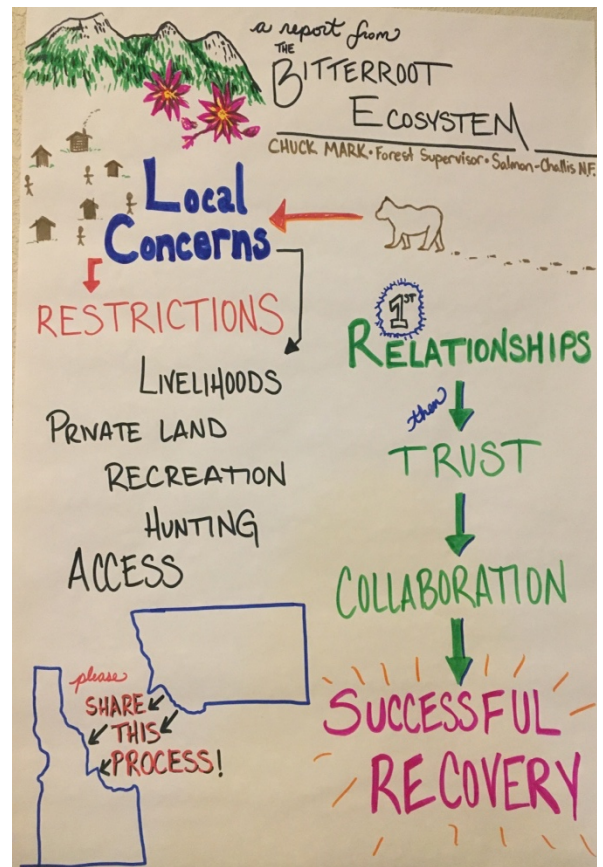 a report from
THE
BITTERROOT
ECOSYSTEM
CHUCK MARK • Forest Supervisor • Salmon-Challis N.F.
Local
Concerns
RESTRICTIONS
LIVELIHOODS
PRIVATE LAND
RECREATION
HUNTING
ACCESS
1ST
RELATIONSHIPS
then
TRUST
COLLABORATION
SUCCESSFUL
RECOVERY
please
SHARE
THIS
PROCESS!